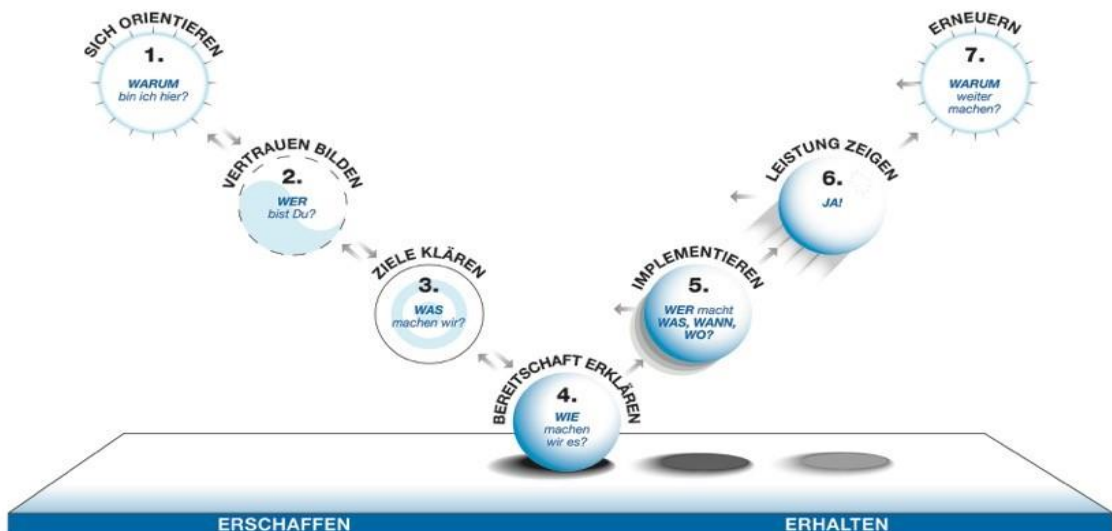 SICH ORIENTIEREN
1.
WARUM
bin ich hier?
VERTRAUEN BILDEN
2.
WER
bist Du?
ZIELE KLÄREN
3.
WAS
machen wir?
BEREITSCHAFT ERKLÄREN
4.
WIE
machen
wir es?
IMPLEMENTIEREN
5.
WER macht
WAS, WANN,
WO?
LEISTUNG ZEIGEN
6.
JA!
ERNEUERN
7.
WARUM
weiter
machen?
ERSCHAFFEN
ERHALTEN